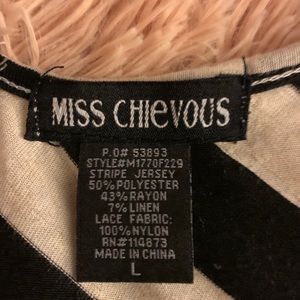 MISS CHIeVOUS
P.O# 53893
STYLE#M1770F229
STRIPE JERSEY
50%POLYESTER
43%RAYON
7%LINEN
LACE FABRIC:
100%NYLON
RN#114873
MADE IN CHINA
L